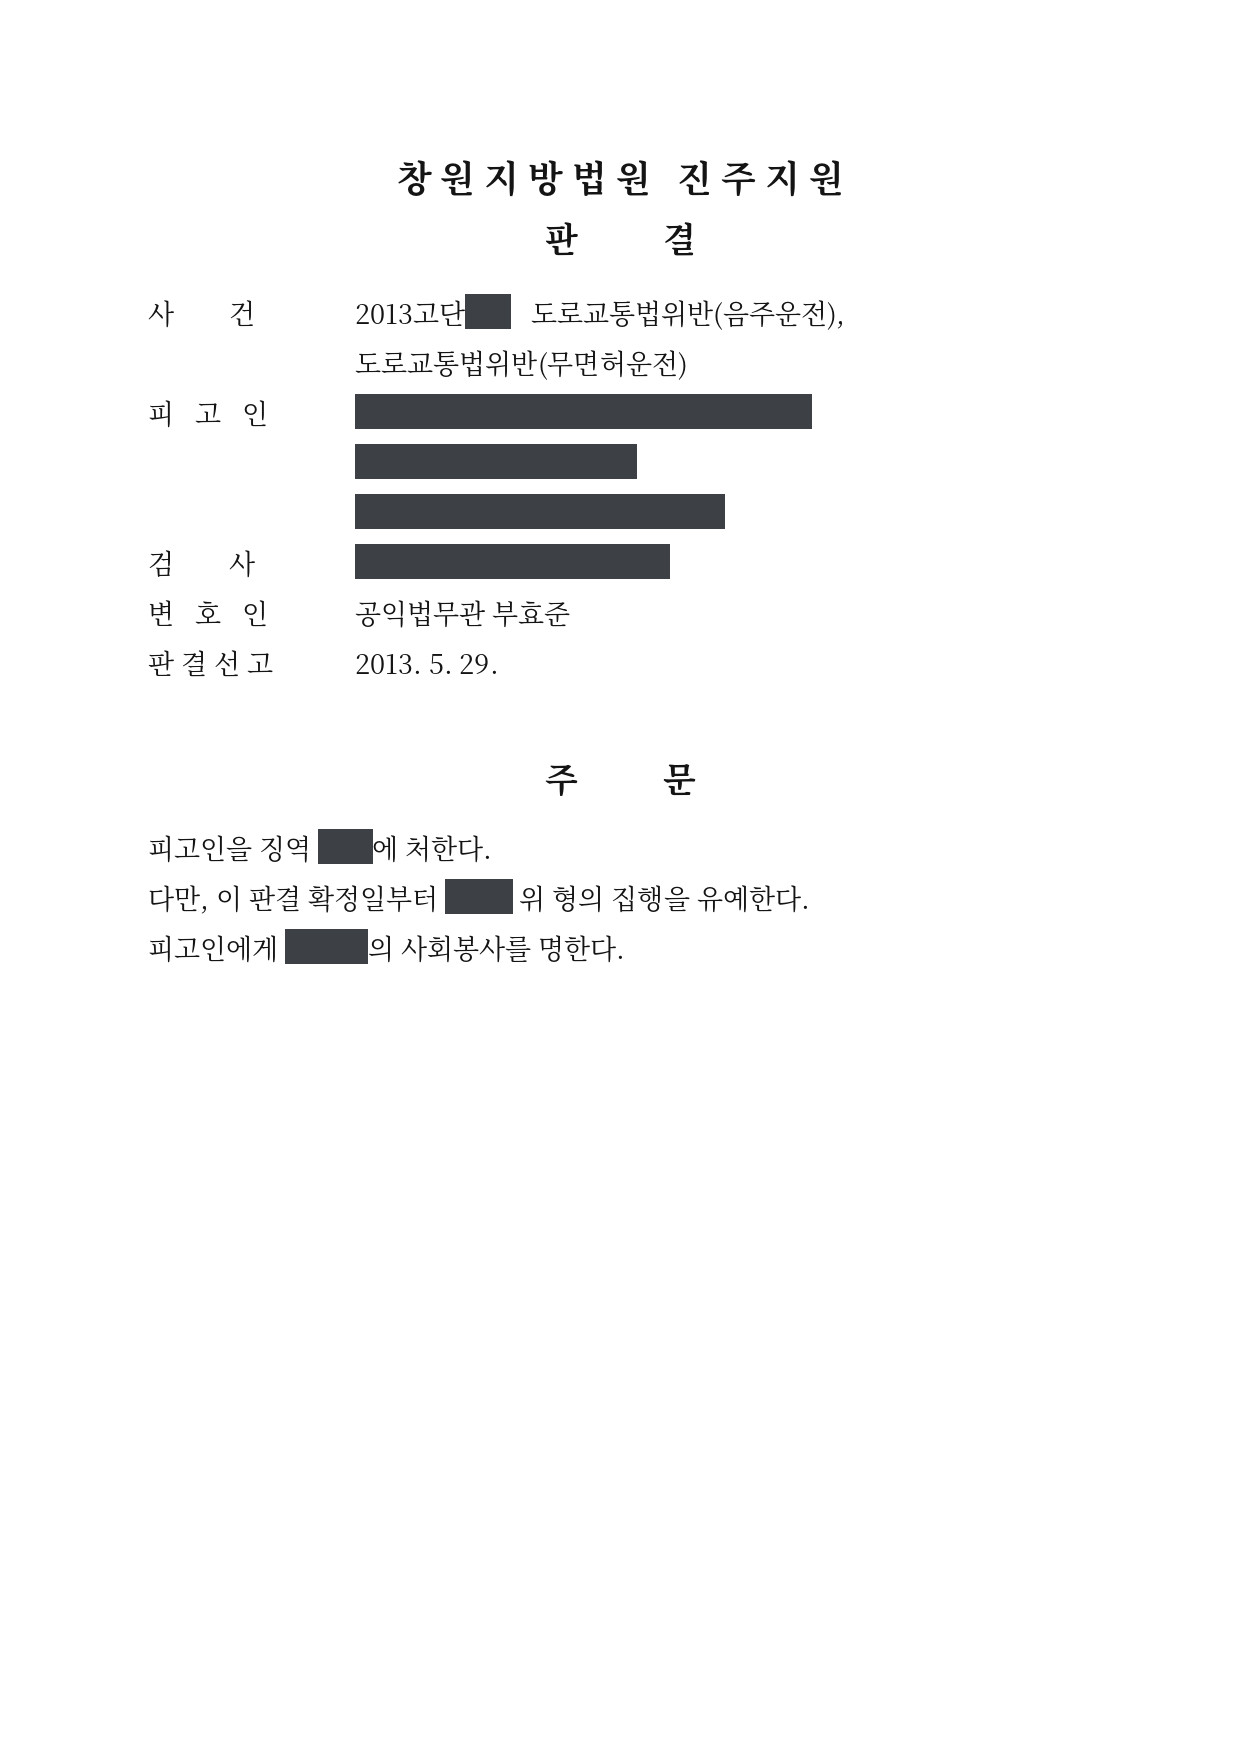 창원지방법원 진주지원
판 결
사 건 2013고단 도로교통법위반(음주운전),
도로교통법위반(무면허운전)
피 고 인
검 사
변 호 인 공익법무관 부효준
판결선고 2013. 5. 29.
주 문
피고인을 징역 에 처한다.
다만, 이 판결 확정일부터 위 형의 집행을 유예한다.
피고인에게 의 사회봉사를 명한다.